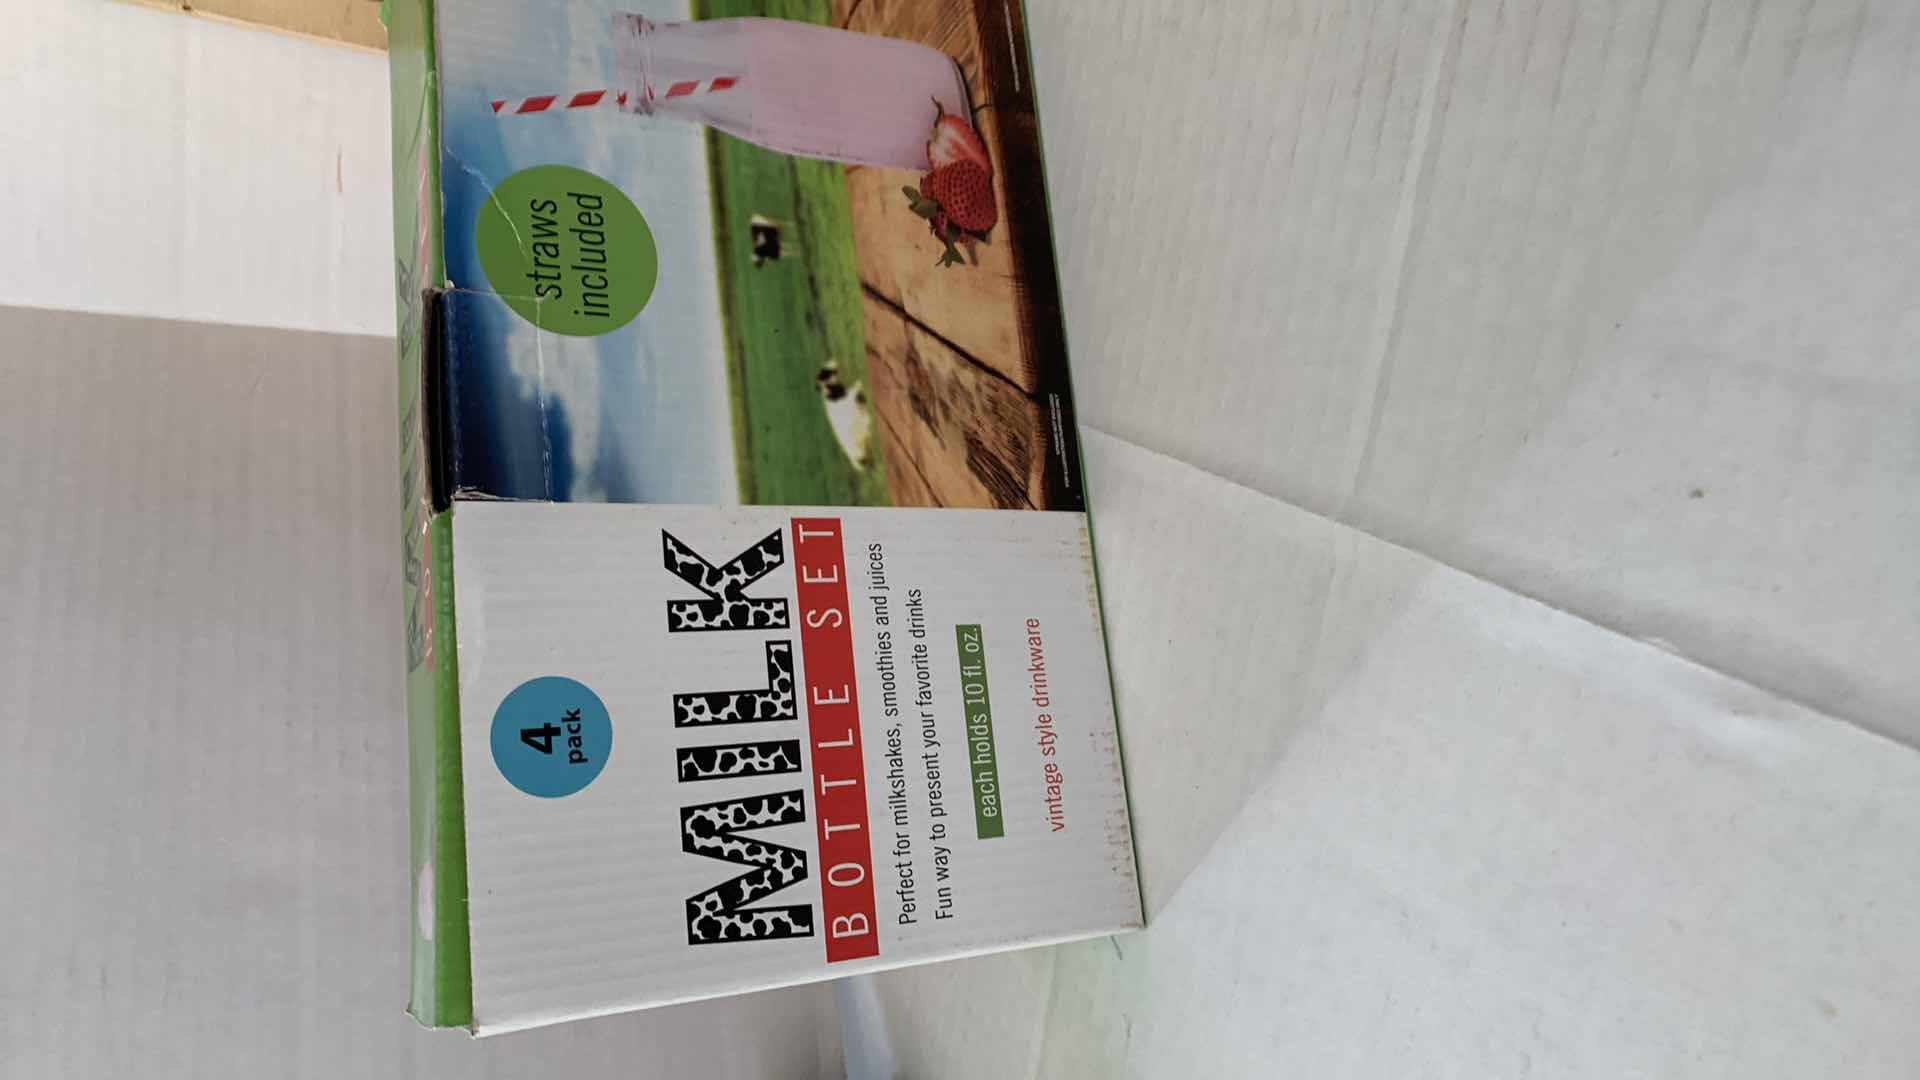 4
pack
MILK
BOTTLE SET
Perfect for milkshakes, smoothies and juices
Fun way to present your favorite drinks
each holds 10 fl. oz.
vintage style drinkware
straws
included